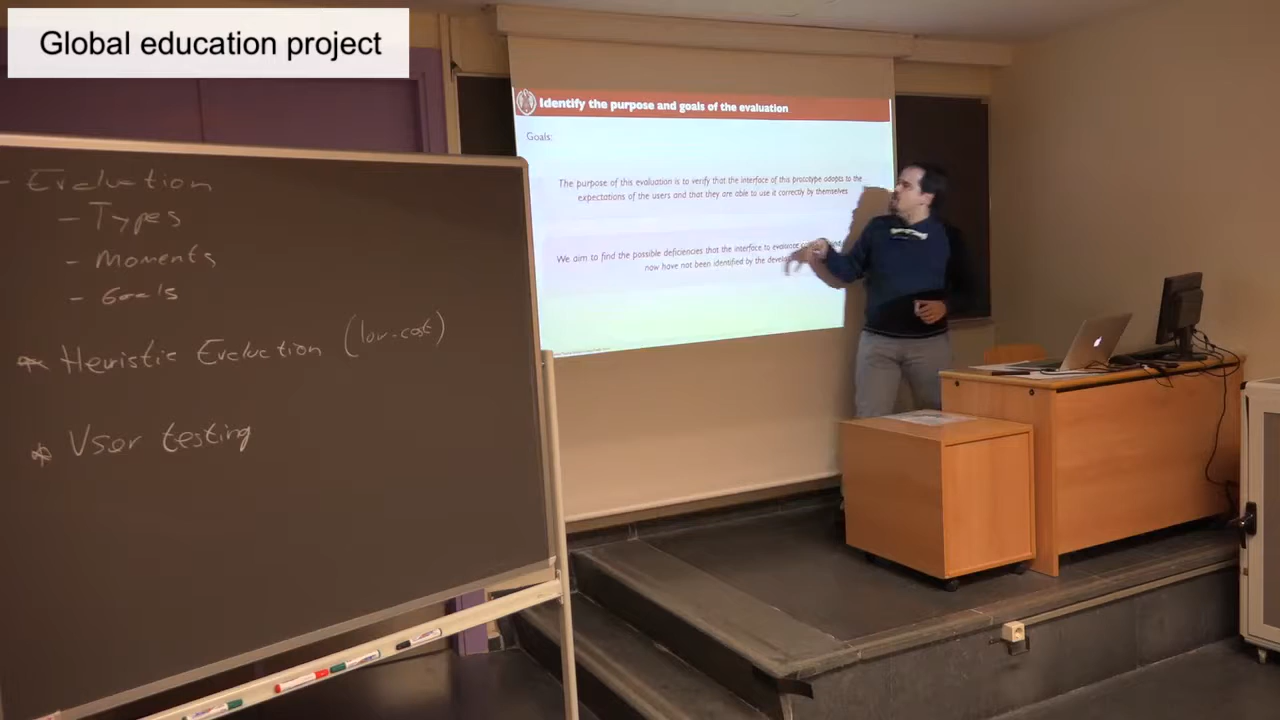 Global education project
Identify the purpose and goals of the evaluation
Goals:
The purpose of this evaluation is to verify that the interface of this prototype adopts to the
expectations of the users and that they are able to use it correctly by themselves
We aim to find the possible deficiencies that the interface to evaluate
now have not been identified by the
- Evaluation
- Types
- Moments
- Goals
* Heuristic Evaluation (low-cost)
* User testing